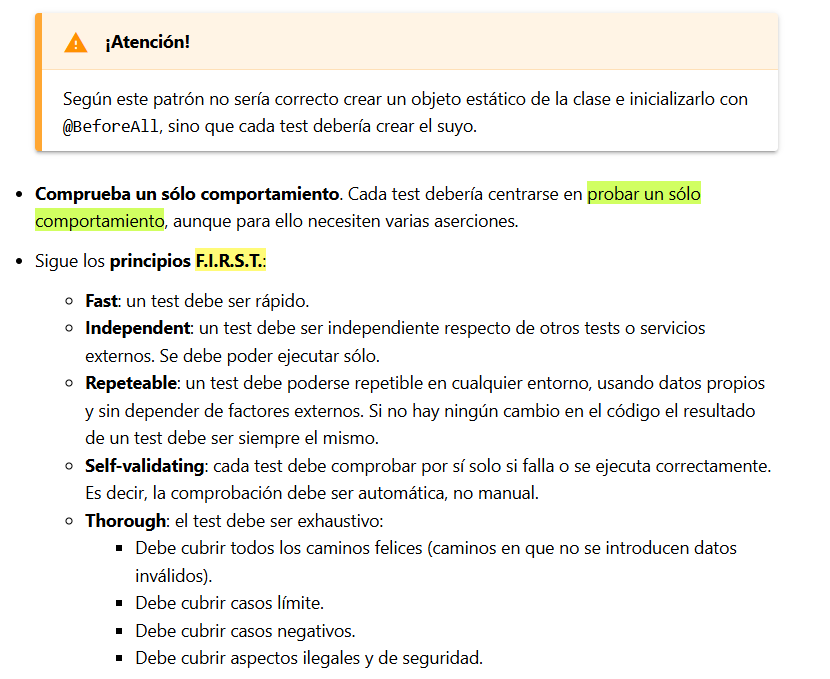 ¡Atención!
Según este patrón no sería correcto crear un objeto estático de la clase e inicializarlo con
@BeforeAll, sino que cada test debería crear el suyo.
• Comprueba un sólo comportamiento. Cada test debería centrarse en probar un sólo
comportamiento, aunque para ello necesiten varias aserciones.
• Sigue los principios F.I.R.S.T.:
◦ Fast: un test debe ser rápido.
◦ Independent: un test debe ser independiente respecto de otros tests o servicios
externos. Se debe poder ejecutar sólo.
◦ Repeteable: un test debe poderse repetible en cualquier entorno, usando datos propios
y sin depender de factores externos. Si no hay ningún cambio en el código el resultado
de un test debe ser siempre el mismo.
◦ Self-validating: cada test debe comprobar por sí solo si falla o se ejecuta correctamente.
Es decir, la comprobación debe ser automática, no manual.
◦ Thorough: el test debe ser exhaustivo:
▪ Debe cubrir todos los caminos felices (caminos en que no se introducen datos
inválidos).
▪ Debe cubrir casos límite.
▪ Debe cubrir casos negativos.
▪ Debe cubrir aspectos ilegales y de seguridad.